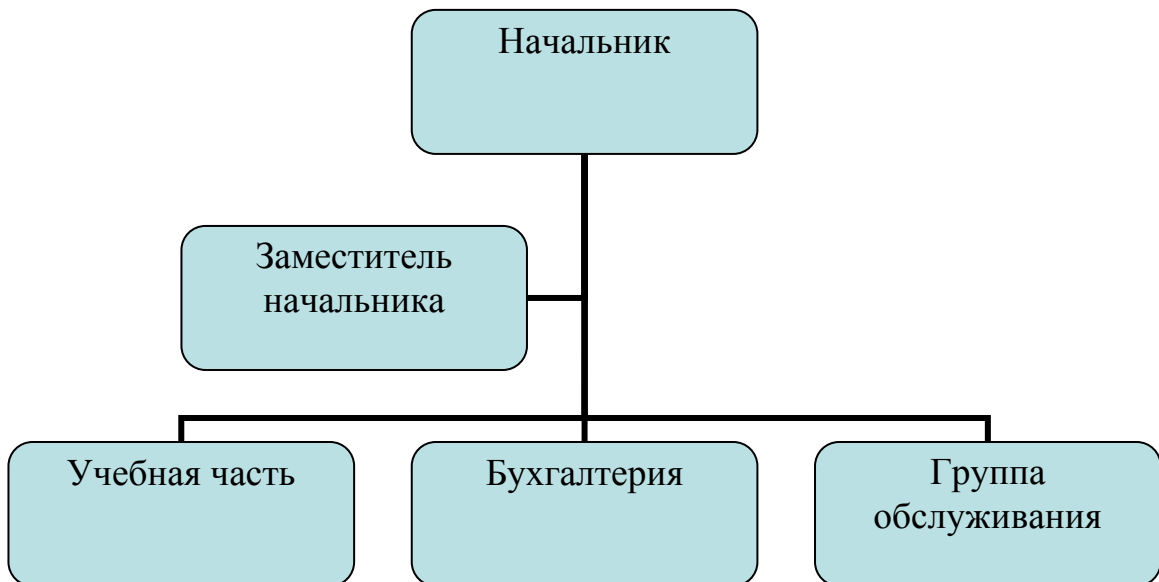 Начальник
Заместитель
начальника
Учебная часть
Бухгалтерия
Группа
обслуживания